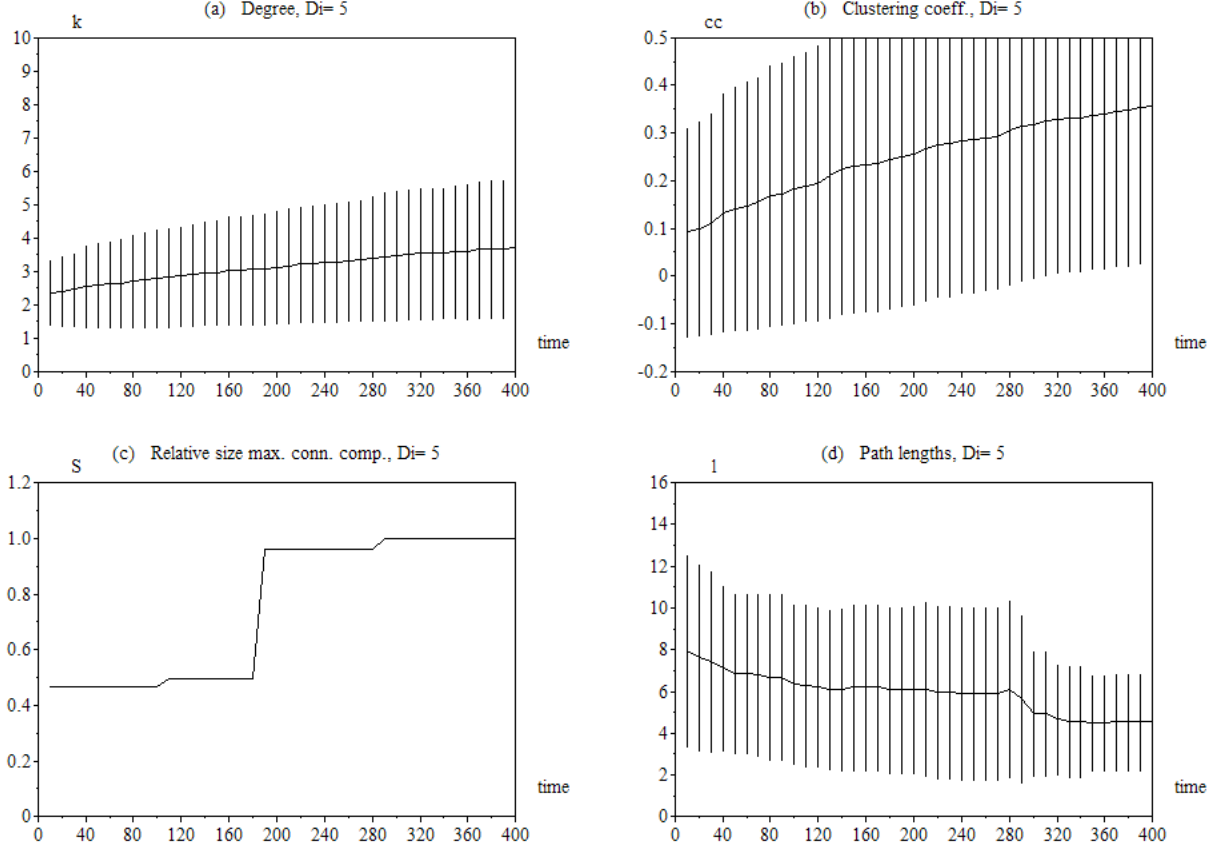 (a) Degree, Di= 5
k
10
9
8
7
6
5
4
3
2
1
0
0 40 80 120 160 200 240 280 320 360 400
time
(b) Clustering coeff., Di= 5
cc
0.5
0.4
0.3
0.2
0.1
0
-0.1
-0.2
0 40 80 120 160 200 240 280 320 360 400
time
(c) Relative size max. conn. comp., Di= 5
S
1.2
1.0
0.8
0.6
0.4
0.2
0
0 40 80 120 160 200 240 280 320 360 400
time
(d) Path lengths, Di= 5
l
16
14
12
10
8
6
4
2
0
0 40 80 120 160 200 240 280 320 360 400
time